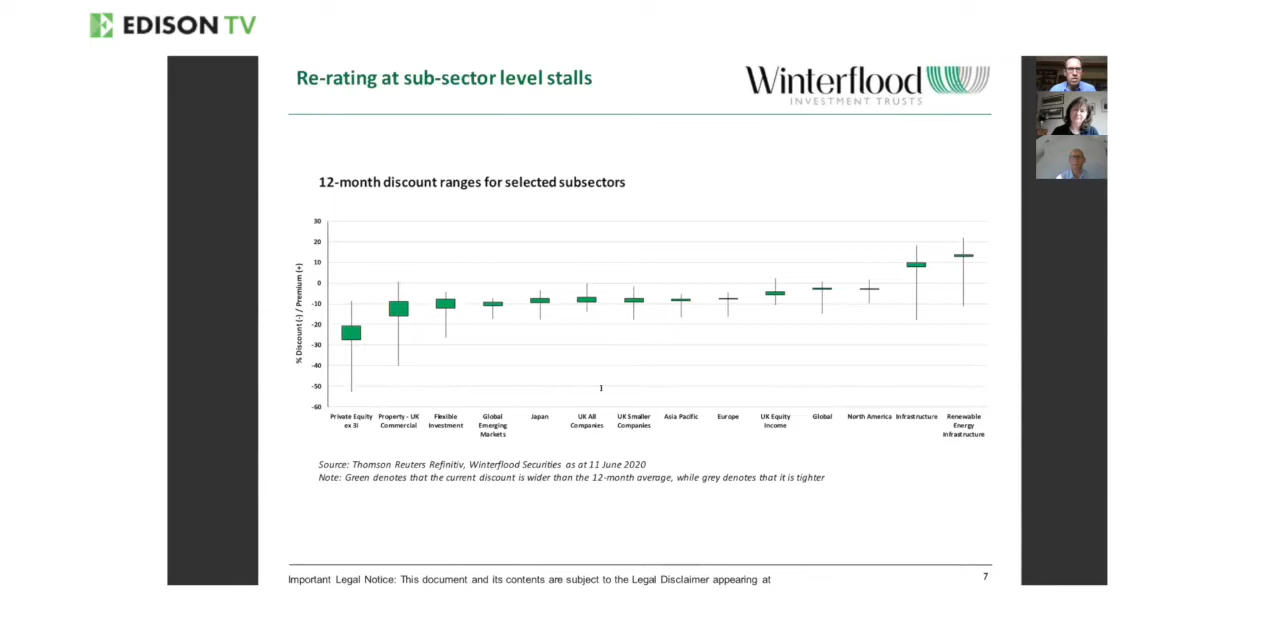 EDISON TV
Re-rating at sub-sector level stalls
Winterflood
INVESTMENT TRUSTS
12-month discount ranges for selected subsectors
% Discount (-) / Premium (+)
30
20
10
0
-10
-20
-30
-40
-50
-60
Private Equity
ex 3i
Property - UK
Commercial
Flexible
Investment
Global
Emerging
Markets
Japan
UK All
Companies
UK Smaller
Companies
Asia Pacific
Europe
UK Equity
Income
Global
North America
Infrastructure
Renewable
Energy
Infrastructure
Source: Thomson Reuters Refinitiv, Winterflood Securities as at 11 June 2020
Note: Green denotes that the current discount is wider than the 12-month average, while grey denotes that it is tighter
Important Legal Notice: This document and its contents are subject to the Legal Disclaimer appearing at
7